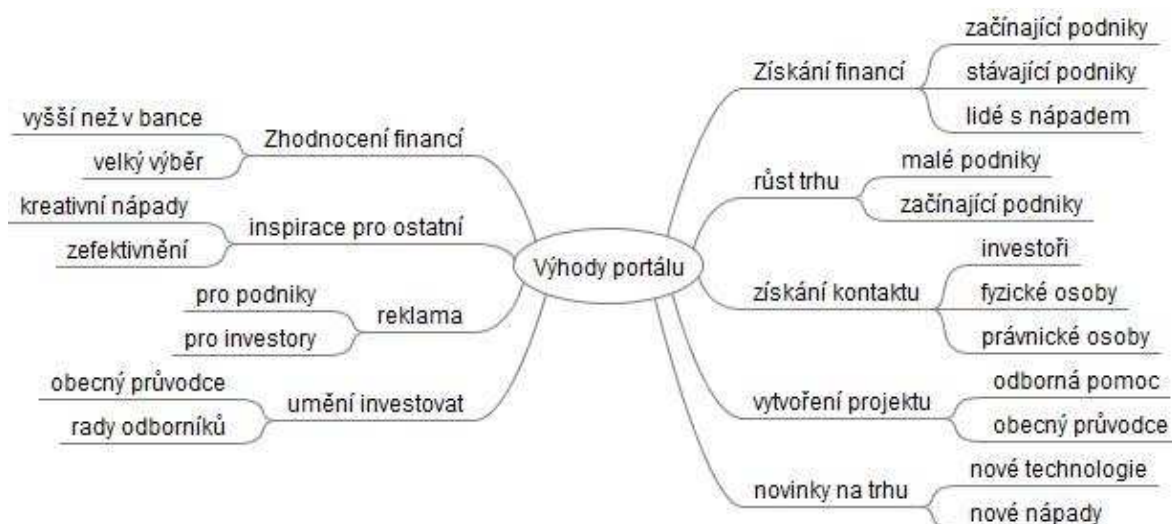 Výhody portálu
Získání financí
začínající podniky
stávající podniky
lidé s nápadem
růst trhu
malé podniky
začínající podniky
získání kontaktu
investoři
fyzické osoby
právnické osoby
vytvoření projektu
odborná pomoc
obecný průvodce
novinky na trhu
nové technologie
nové nápady
Zhodnocení financí
vyšší než v bance
velký výběr
inspirace pro ostatní
kreativní nápady
zefektivnění
reklama
pro podniky
pro investory
umění investovat
obecný průvodce
rady odborníků